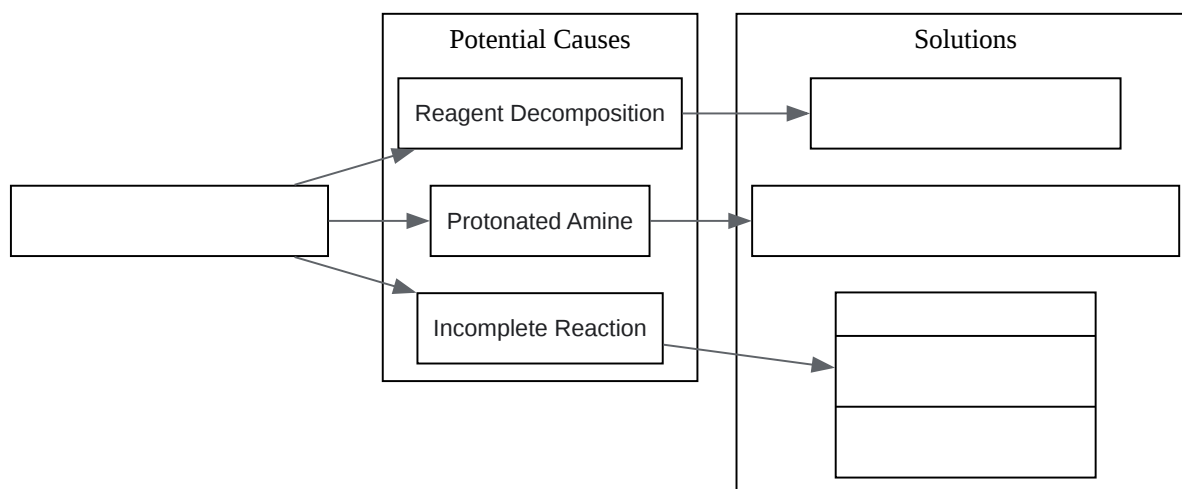 Potential Causes
Solutions
Reagent Decomposition
Protonated Amine
Incomplete Reaction